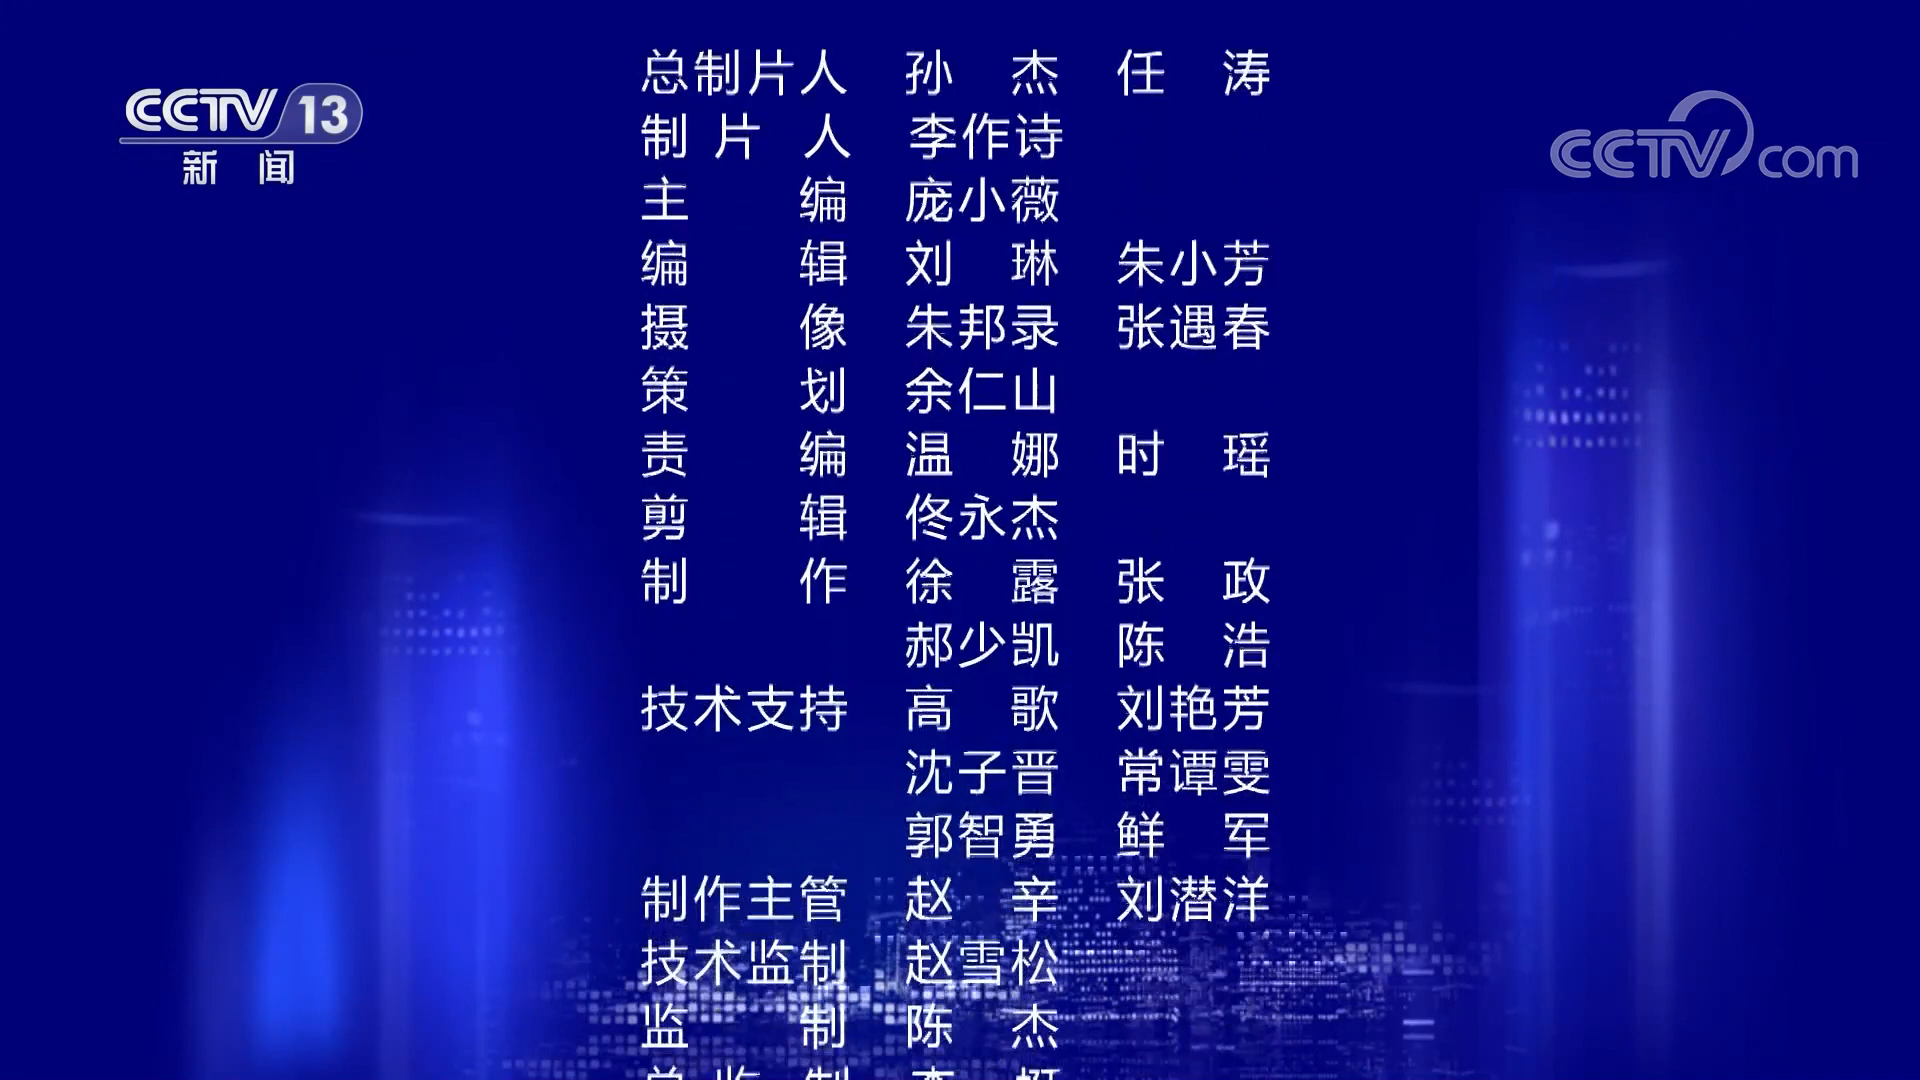 总制片人 孙杰 任涛
CCTV 13
新闻
CCTV com
制片人 李作诗
主编 庞小薇
编辑 刘琳 朱小芳
摄像 朱邦录 张遇春
策划 余仁山
责编 温娜 时瑶
剪辑 佟永杰
制作 徐露 张政
郝少凯 陈浩
技术支持 高歌 刘艳芳
沈子晋 常谭雯
郭智勇 鲜军
制作主管 赵辛 刘潜洋
技术监制 赵雪松
监制 陈杰